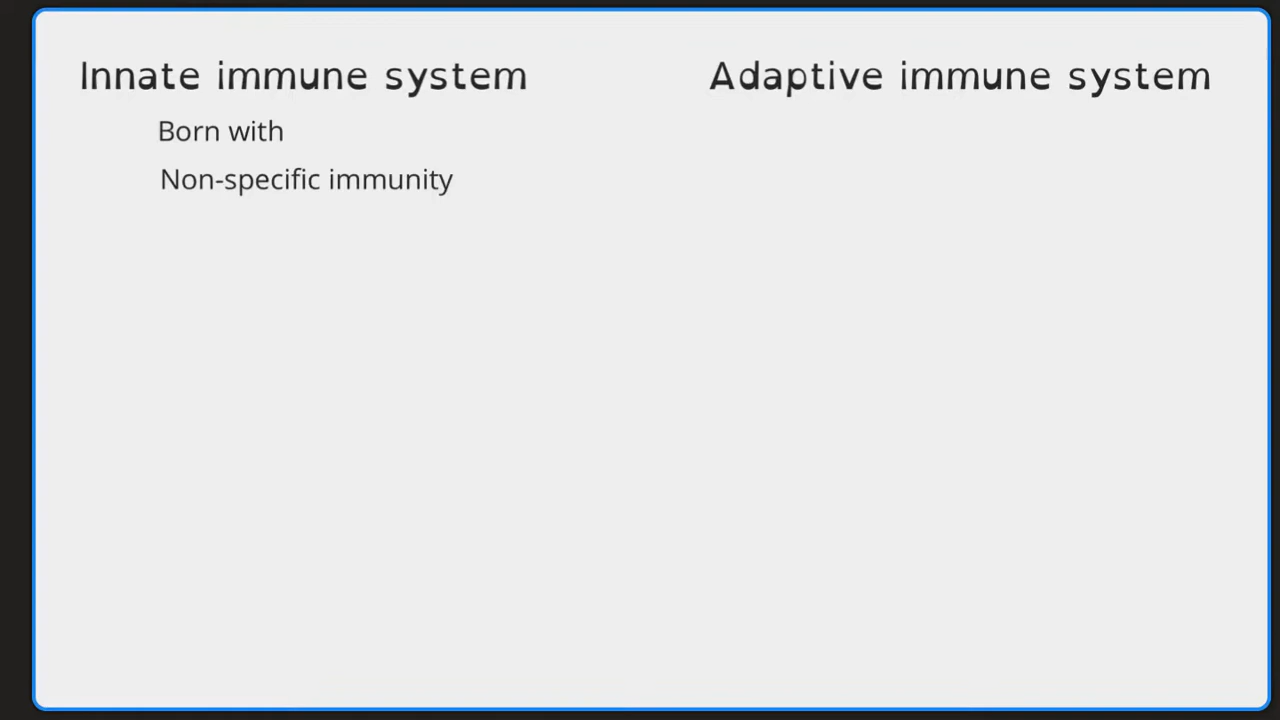 Innate immune system
Adaptive immune system
Born with
Non-specific immunity